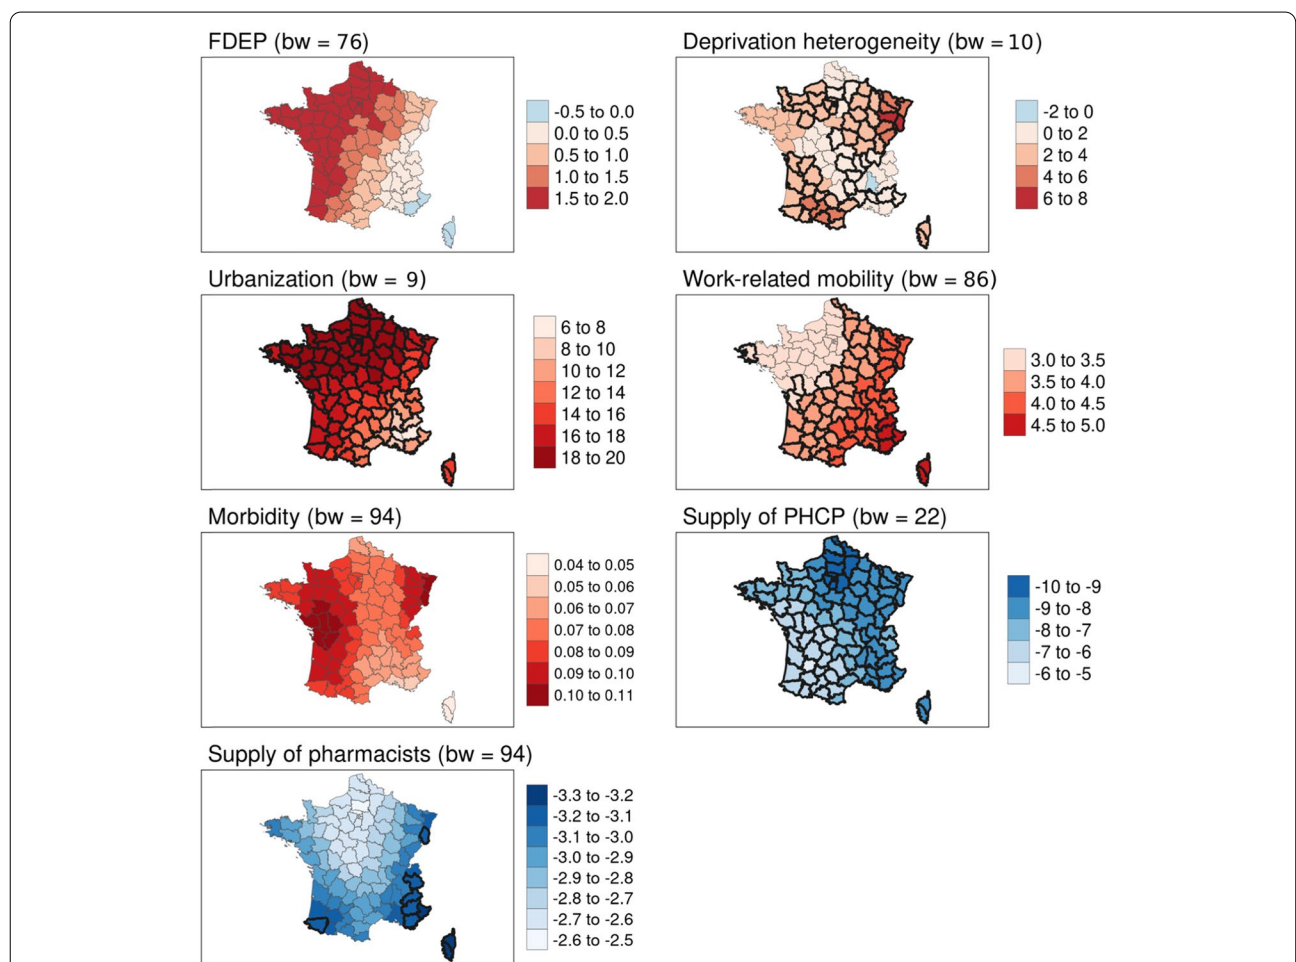 FDEP (bw = 76)
-0.5 to 0.0
0.0 to 0.5
0.5 to 1.0
1.0 to 1.5
1.5 to 2.0
Deprivation heterogeneity (bw = 10)
-2 to 0
0 to 2
2 to 4
4 to 6
6 to 8
Urbanization (bw = 9)
6 to 8
8 to 10
10 to 12
12 to 14
14 to 16
16 to 18
18 to 20
Work-related mobility (bw = 86)
3.0 to 3.5
3.5 to 4.0
4.0 to 4.5
4.5 to 5.0
Morbidity (bw = 94)
0.04 to 0.05
0.05 to 0.06
0.06 to 0.07
0.07 to 0.08
0.08 to 0.09
0.09 to 0.10
0.10 to 0.11
Supply of PHCP (bw = 22)
-10 to -9
-9 to -8
-8 to -7
-7 to -6
-6 to -5
Supply of pharmacists (bw = 94)
-3.3 to -3.2
-3.2 to -3.1
-3.1 to -3.0
-3.0 to -2.9
-2.9 to -2.8
-2.8 to -2.7
-2.7 to -2.6
-2.6 to -2.5